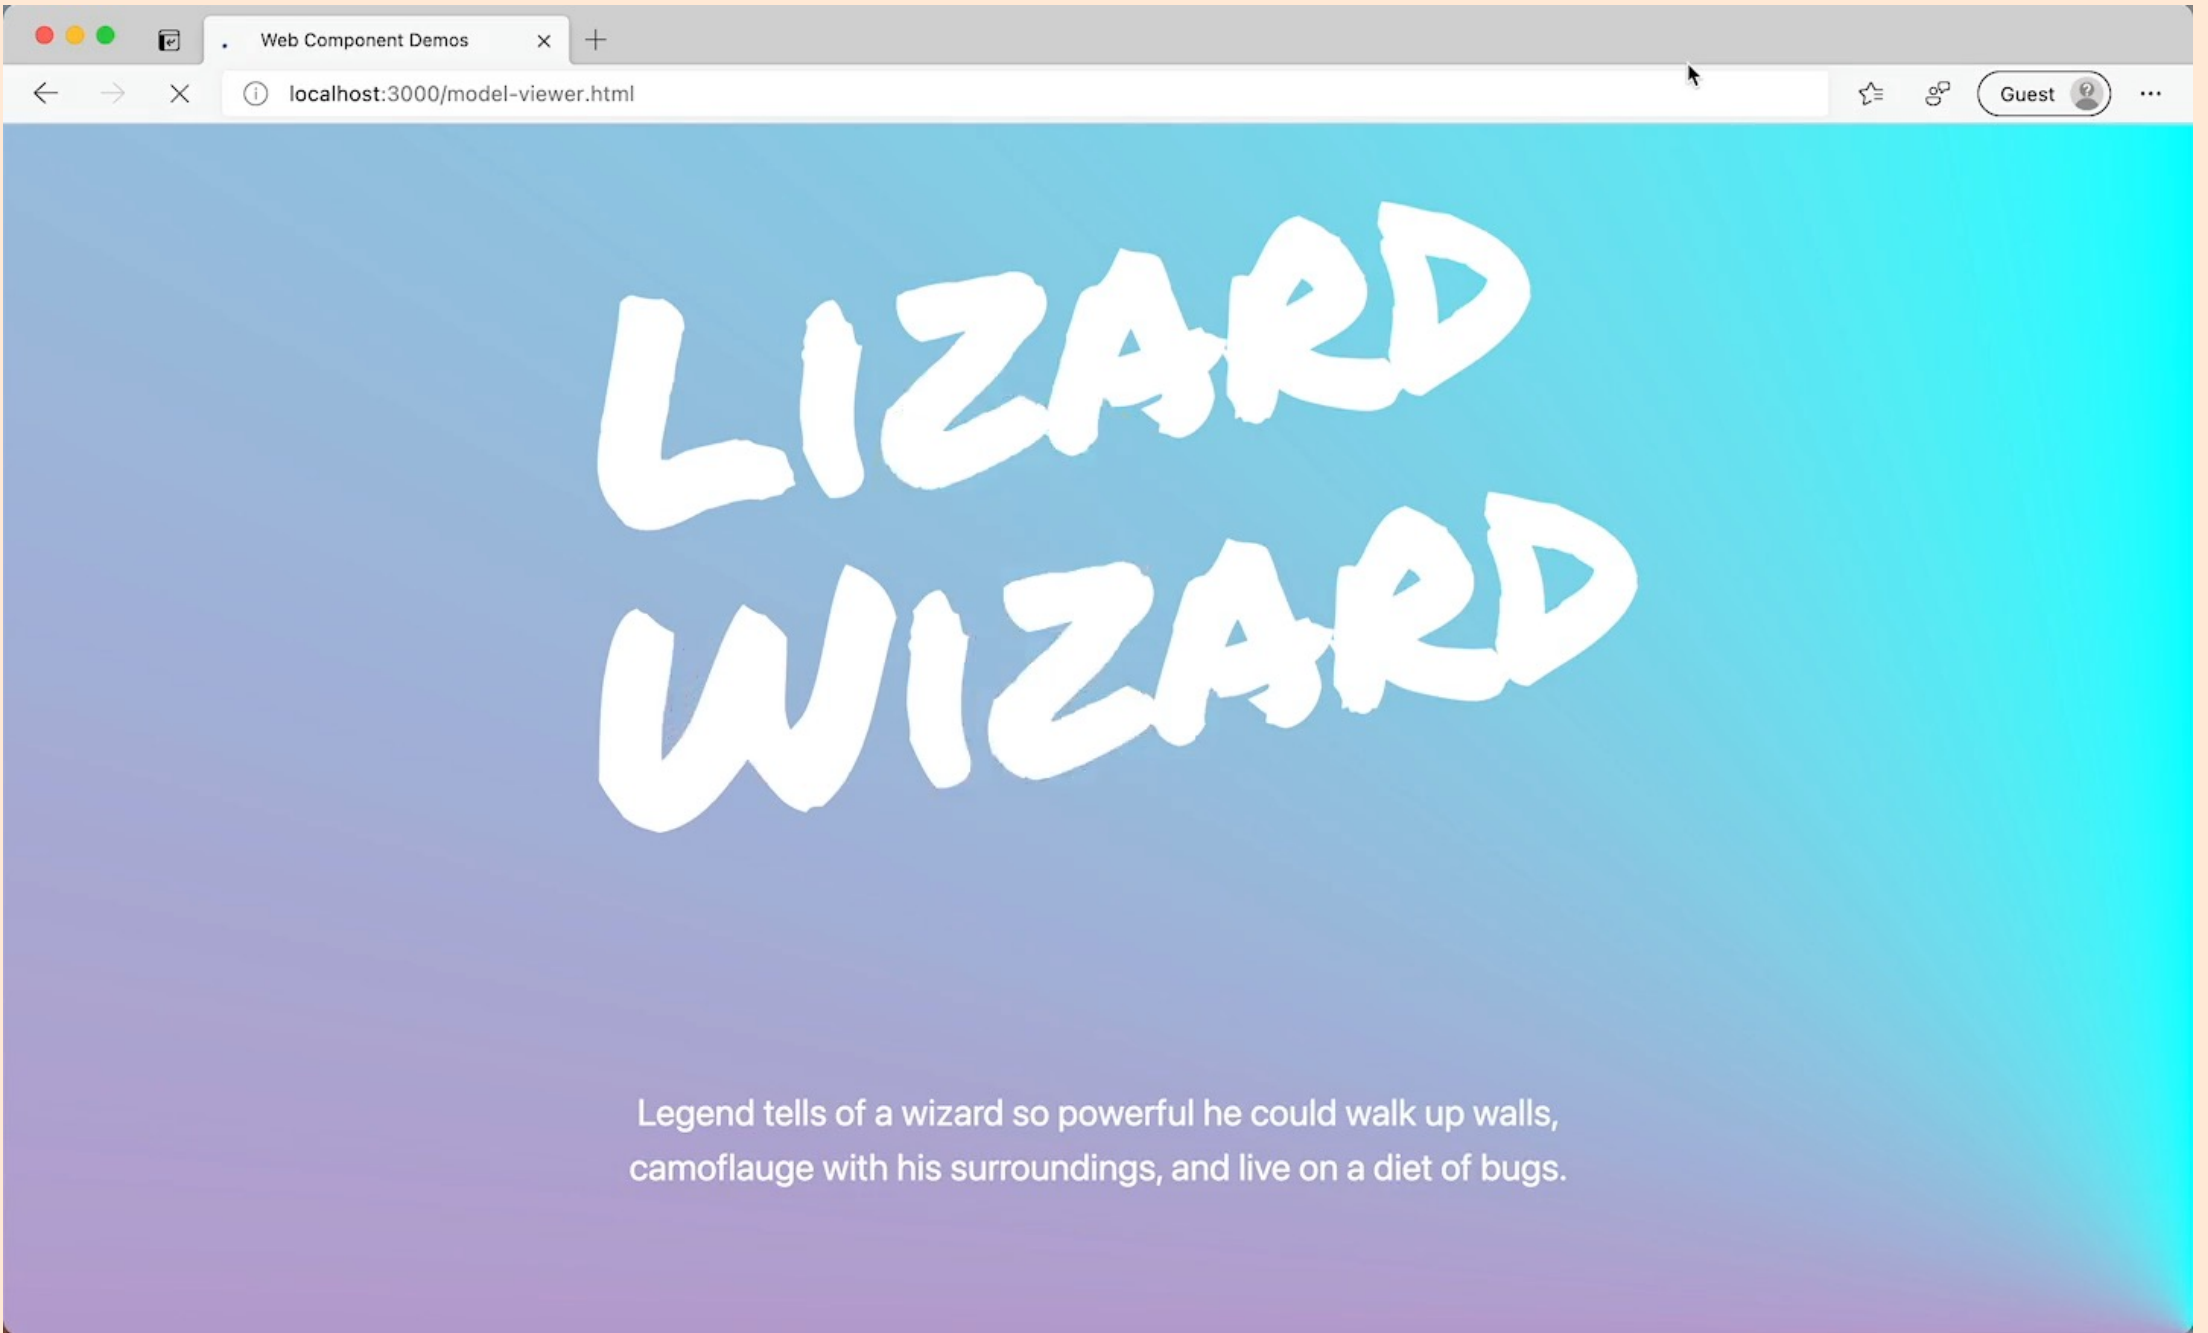 Web Component Demos
localhost:3000/model-viewer.html
Guest
LIZARD
WIZARD
Legend tells of a wizard so powerful he could walk up walls,
camoflauge with his surroundings, and live on a diet of bugs.